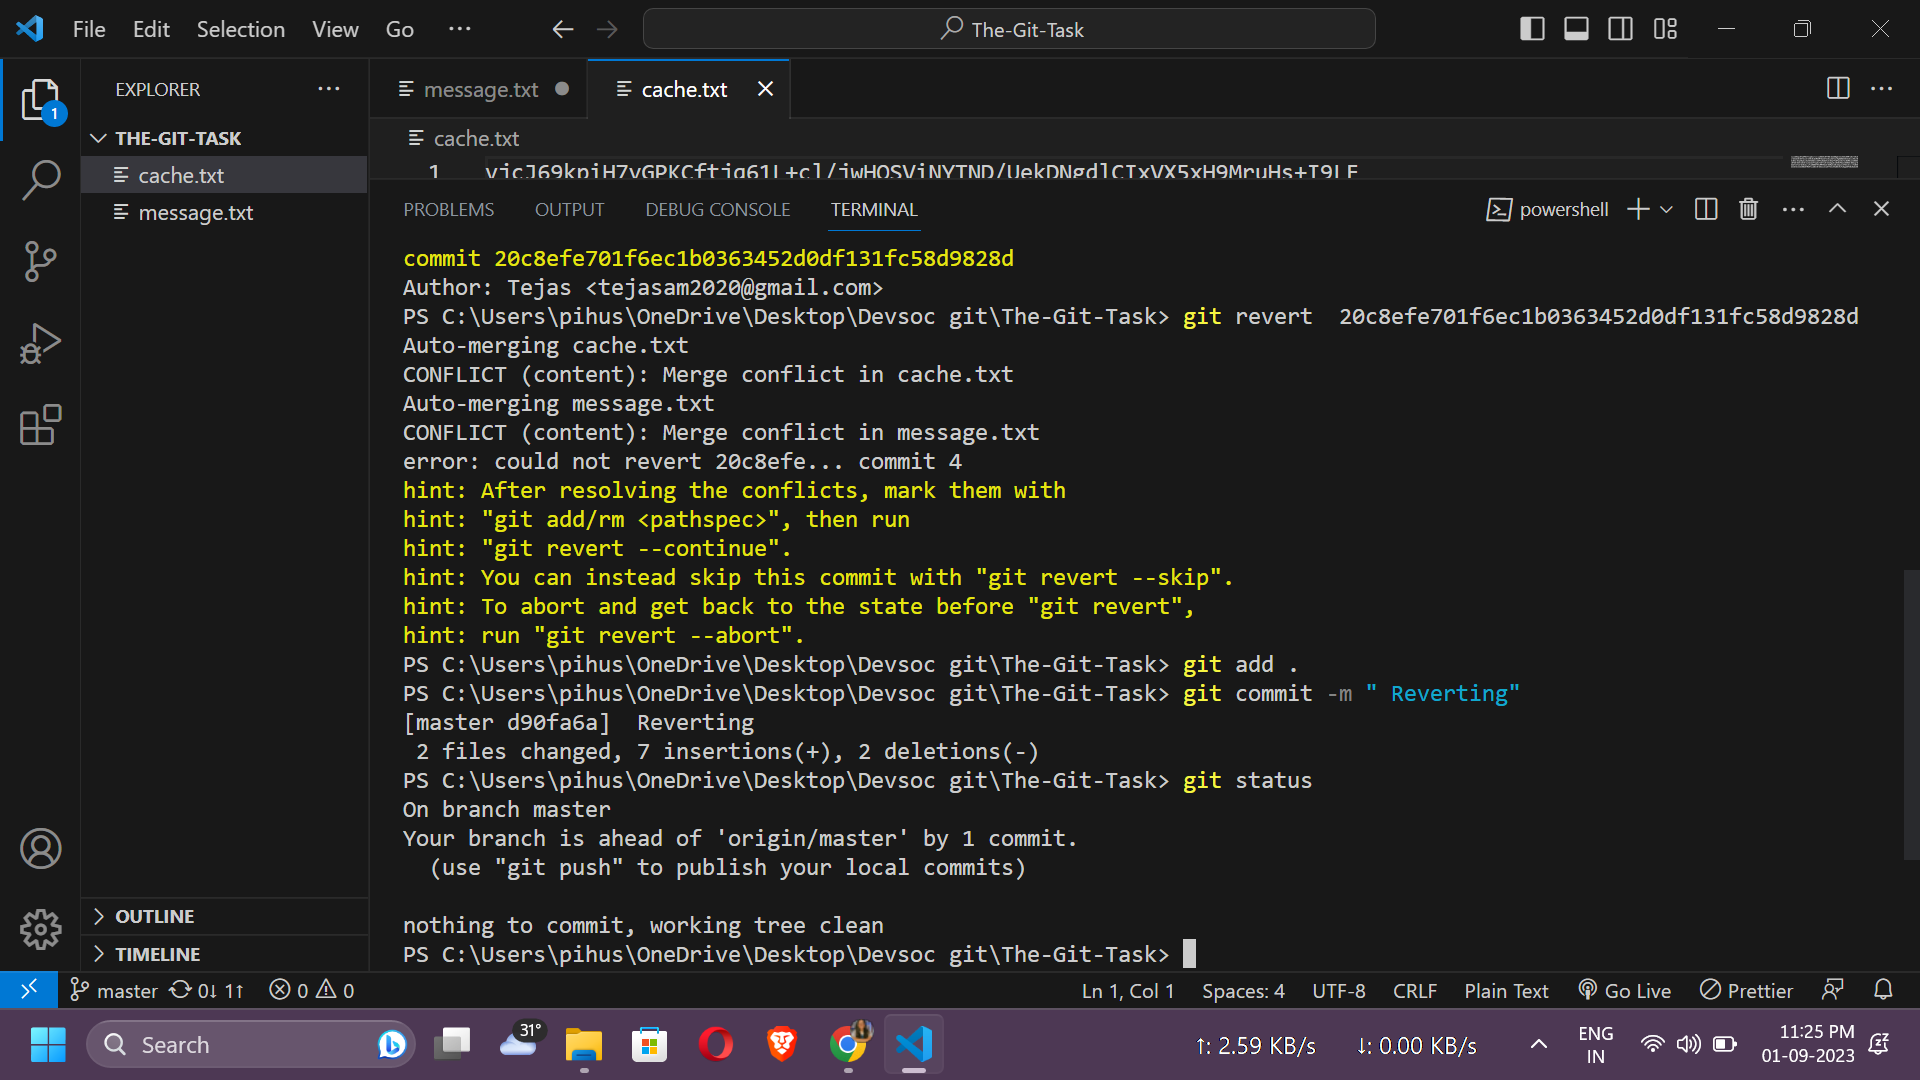 File Edit Selection View Go ··· The-Git-Task
EXPLORER
message.txt
cache.txt
1
THE-GIT-TASK
cache.txt
message.txt
cache.txt
1
PROBLEMS OUTPUT DEBUG CONSOLE TERMINAL powershell
commit 20c8efe701f6ec1b0363452d0df131fc58d9828d
Author: Tejas <tejasam2020@gmail.com>
PS C:\Users\pihus\OneDrive\Desktop\Devsoc git\The-Git-Task> git revert  20c8efe701f6ec1b0363452d0df131fc58d9828d
Auto-merging cache.txt
CONFLICT (content): Merge conflict in cache.txt
Auto-merging message.txt
CONFLICT (content): Merge conflict in message.txt
error: could not revert 20c8efe... commit 4
hint: After resolving the conflicts, mark them with
hint: "git add/rm <pathspec>", then run
hint: "git revert --continue".
hint: You can instead skip this commit with "git revert --skip".
hint: To abort and get back to the state before "git revert",
hint: run "git revert --abort".
PS C:\Users\pihus\OneDrive\Desktop\Devsoc git\The-Git-Task> git add .
PS C:\Users\pihus\OneDrive\Desktop\Devsoc git\The-Git-Task> git commit -m " Reverting"
[master d90fa6a]  Reverting
 2 files changed, 7 insertions(+), 2 deletions(-)
PS C:\Users\pihus\OneDrive\Desktop\Devsoc git\The-Git-Task> git status
On branch master
Your branch is ahead of 'origin/master' by 1 commit.
  (use "git push" to publish your local commits)
nothing to commit, working tree clean
PS C:\Users\pihus\OneDrive\Desktop\Devsoc git\The-Git-Task>
OUTLINE
TIMELINE
master 0↓ 1↑ 0 0 Ln 1, Col 1 Spaces: 4 UTF-8 CRLF Plain Text Go Live Prettier
Search
31°
↑: 2.59 KB/s ↓: 0.00 KB/s
ENG
IN
11:25 PM
01-09-2023